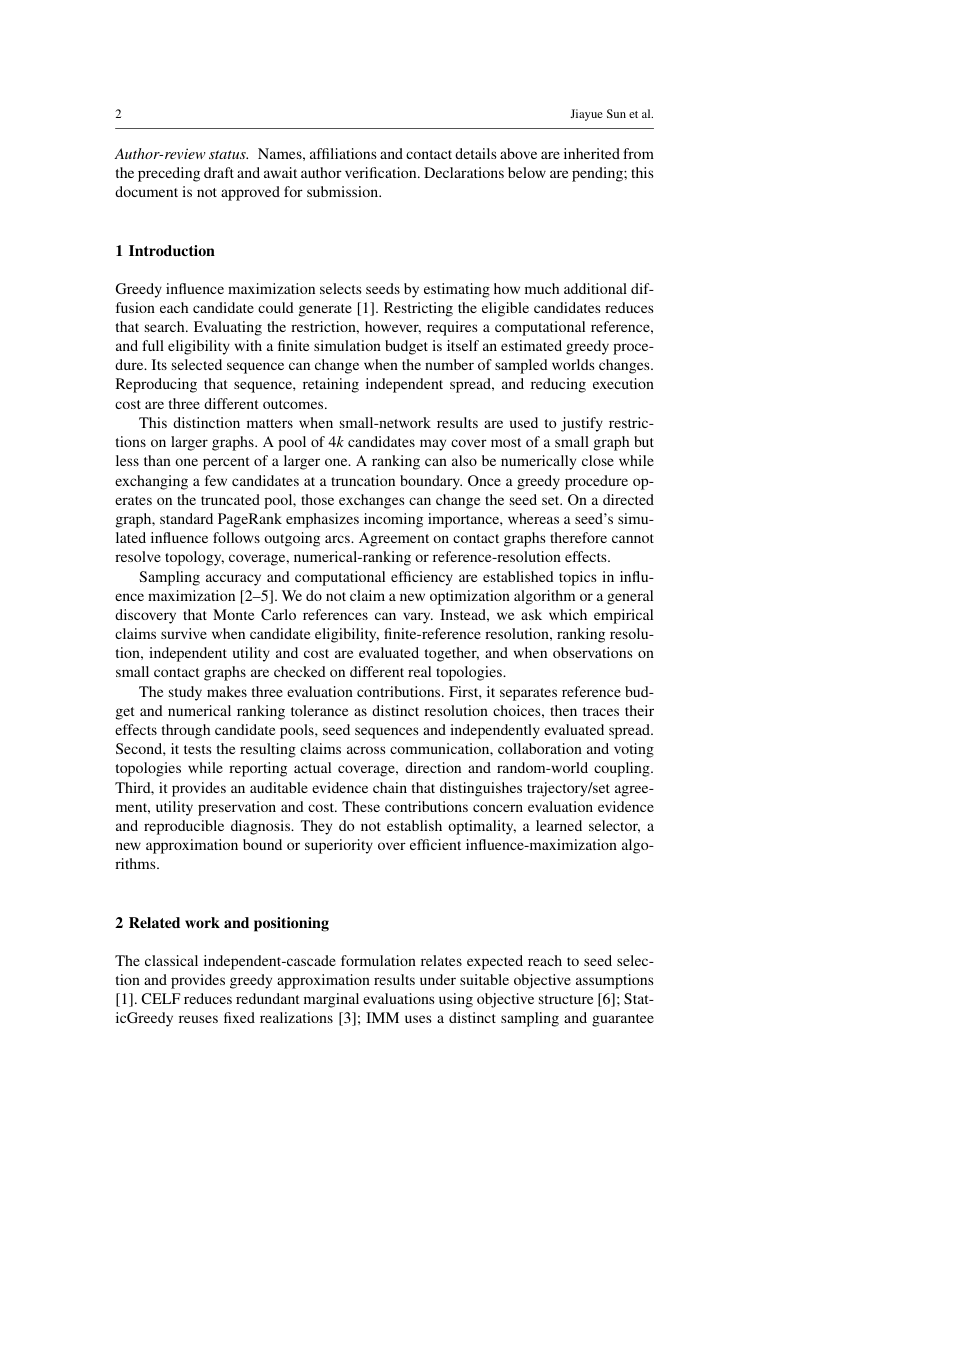 2
Jiayue Sun et al.
Author-review status. Names, affiliations and contact details above are inherited from
the preceding draft and await author verification. Declarations below are pending; this
document is not approved for submission.
1 Introduction
Greedy influence maximization selects seeds by estimating how much additional dif-
fusion each candidate could generate [1]. Restricting the eligible candidates reduces
that search. Evaluating the restriction, however, requires a computational reference,
and full eligibility with a finite simulation budget is itself an estimated greedy proce-
dure. Its selected sequence can change when the number of sampled worlds changes.
Reproducing that sequence, retaining independent spread, and reducing execution
cost are three different outcomes.
This distinction matters when small-network results are used to justify restric-
tions on larger graphs. A pool of 4k candidates may cover most of a small graph but
less than one percent of a larger one. A ranking can also be numerically close while
exchanging a few candidates at a truncation boundary. Once a greedy procedure op-
erates on the truncated pool, those exchanges can change the seed set. On a directed
graph, standard PageRank emphasizes incoming importance, whereas a seed's simu-
lated influence follows outgoing arcs. Agreement on contact graphs therefore cannot
resolve topology, coverage, numerical-ranking or reference-resolution effects.
Sampling accuracy and computational efficiency are established topics in influ-
ence maximization [2–5]. We do not claim a new optimization algorithm or a general
discovery that Monte Carlo references can vary. Instead, we ask which empirical
claims survive when candidate eligibility, finite-reference resolution, ranking resolu-
tion, independent utility and cost are evaluated together, and when observations on
small contact graphs are checked on different real topologies.
The study makes three evaluation contributions. First, it separates reference bud-
get and numerical ranking tolerance as distinct resolution choices, then traces their
effects through candidate pools, seed sequences and independently evaluated spread.
Second, it tests the resulting claims across communication, collaboration and voting
topologies while reporting actual coverage, direction and random-world coupling.
Third, it provides an auditable evidence chain that distinguishes trajectory/set agree-
ment, utility preservation and cost. These contributions concern evaluation evidence
and reproducible diagnosis. They do not establish optimality, a learned selector, a
new approximation bound or superiority over efficient influence-maximization algo-
rithms.
2 Related work and positioning
The classical independent-cascade formulation relates expected reach to seed selec-
tion and provides greedy approximation results under suitable objective assumptions
[1]. CELF reduces redundant marginal evaluations using objective structure [6]; Stat-
icGreedy reuses fixed realizations [3]; IMM uses a distinct sampling and guarantee